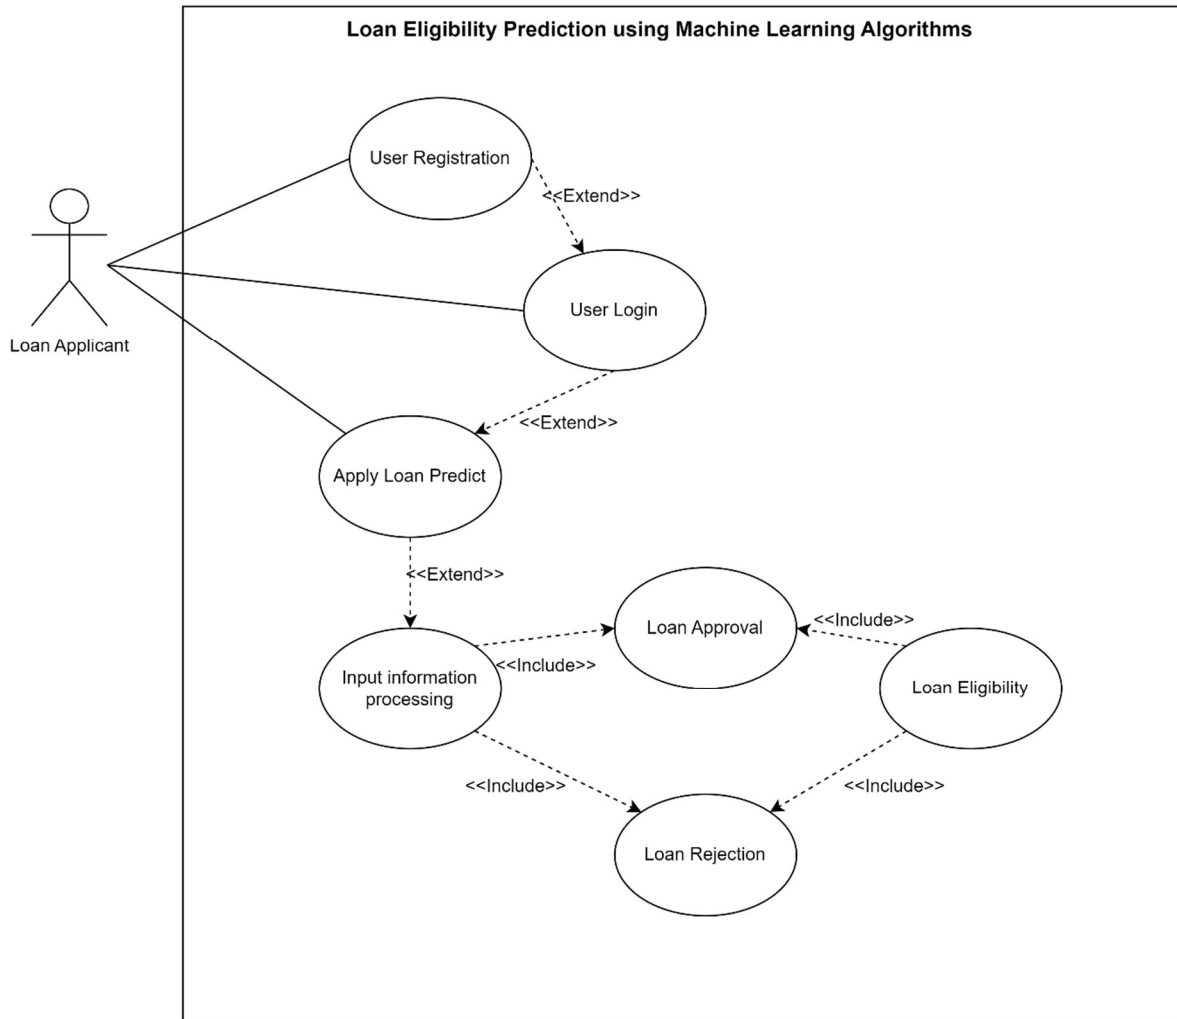 Loan Eligibility Prediction using Machine Learning Algorithms
User Registration
<<Extend>>
User Login
Loan Applicant
<<Extend>>
Apply Loan Predict
<<Extend>>
Loan Approval
<<Include>>
<<Include>>
Input information
processing
Loan Eligibility
<<Include>>
<<Include>>
Loan Rejection